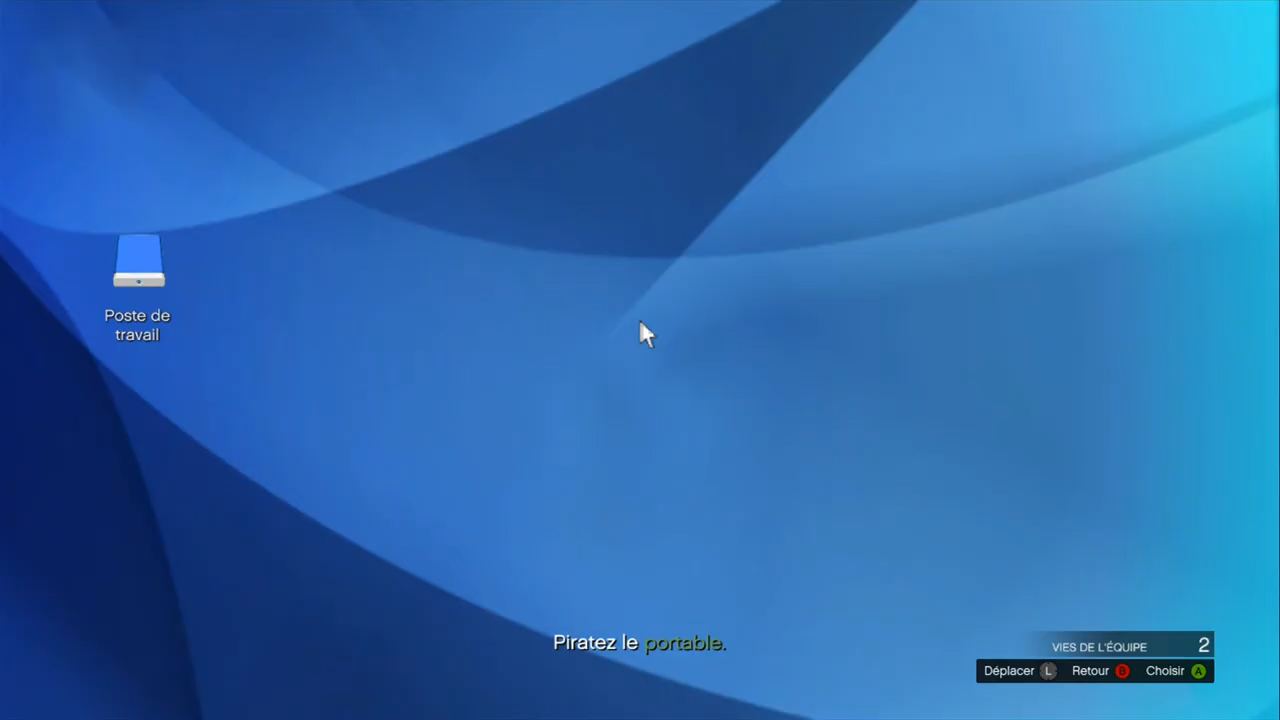 Poste de
travail
Piratez le portable.
VIES DE L'ÉQUIPE 2
Déplacer L Retour B Choisir A